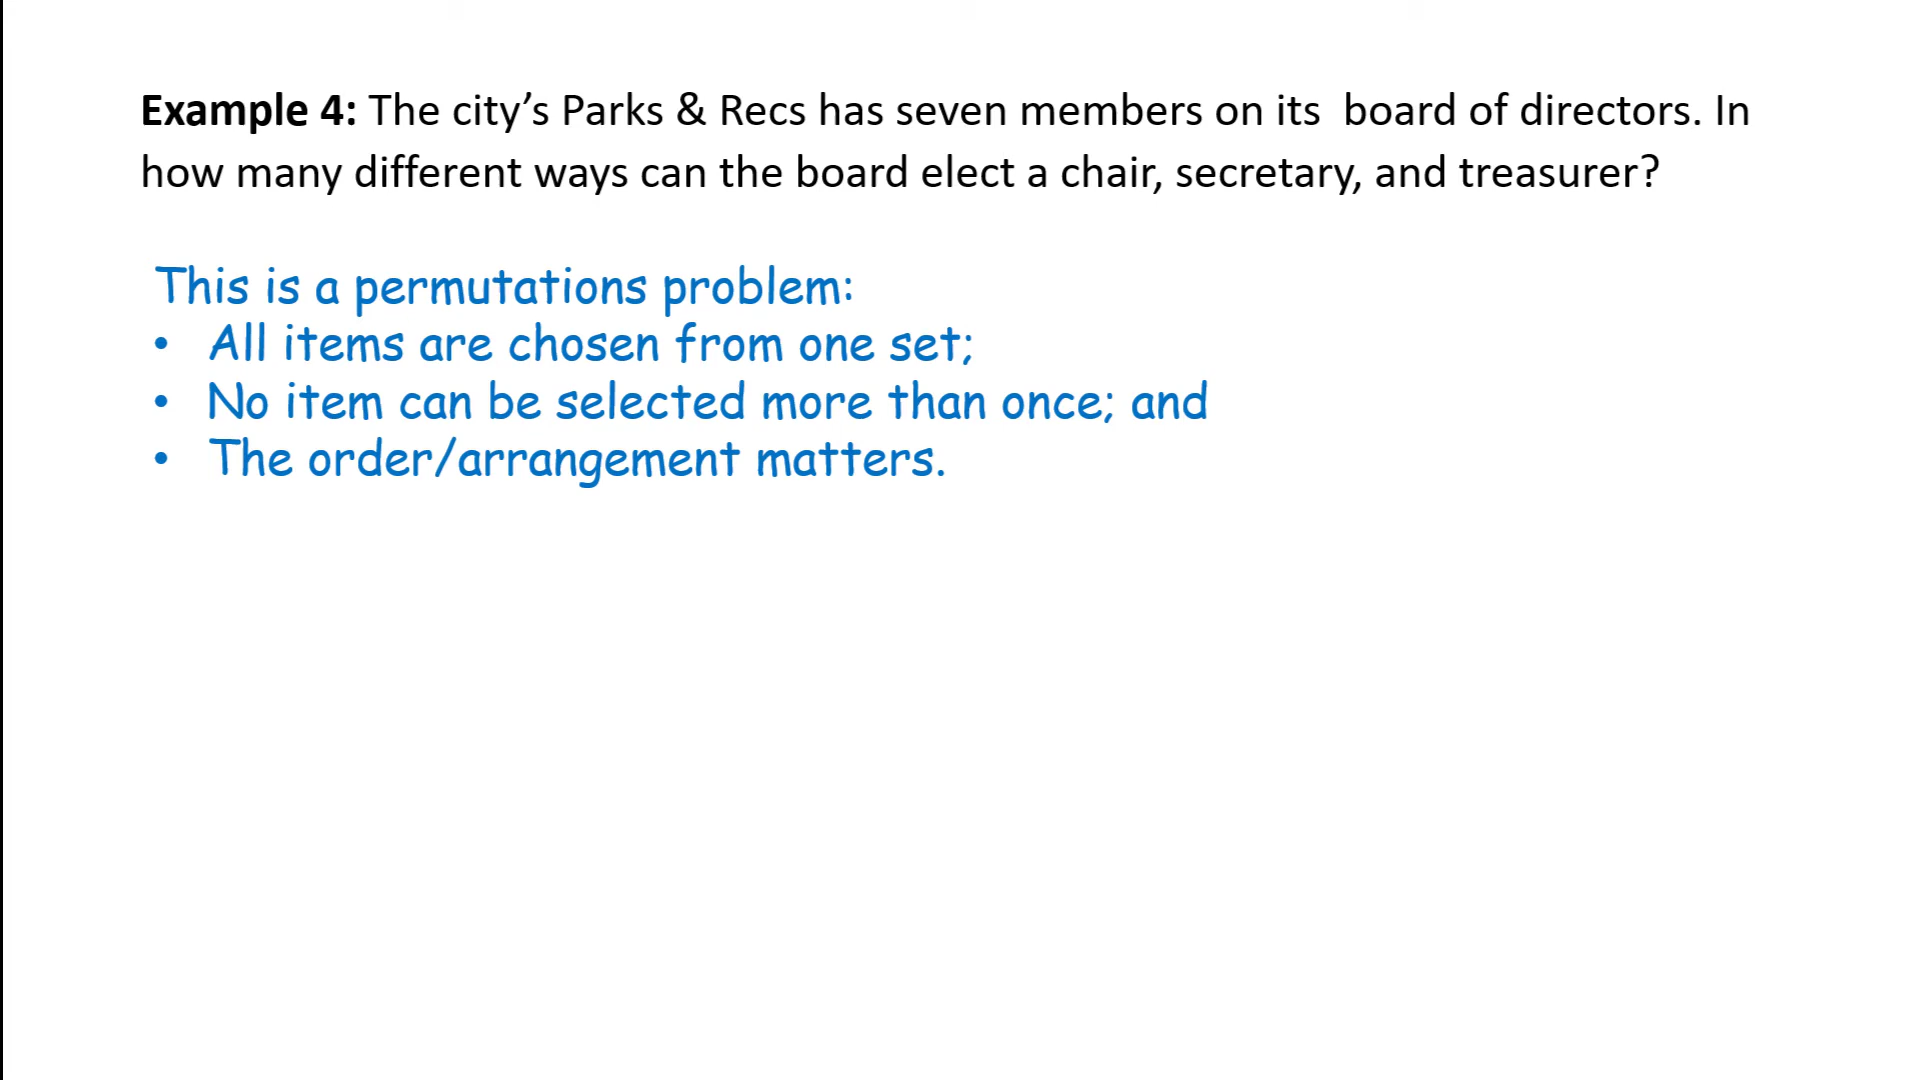 Example 4: The city’s Parks & Recs has seven members on its  board of directors. In
how many different ways can the board elect a chair, secretary, and treasurer?
This is a permutations problem:
• All items are chosen from one set;
• No item can be selected more than once; and
• The order/arrangement matters.